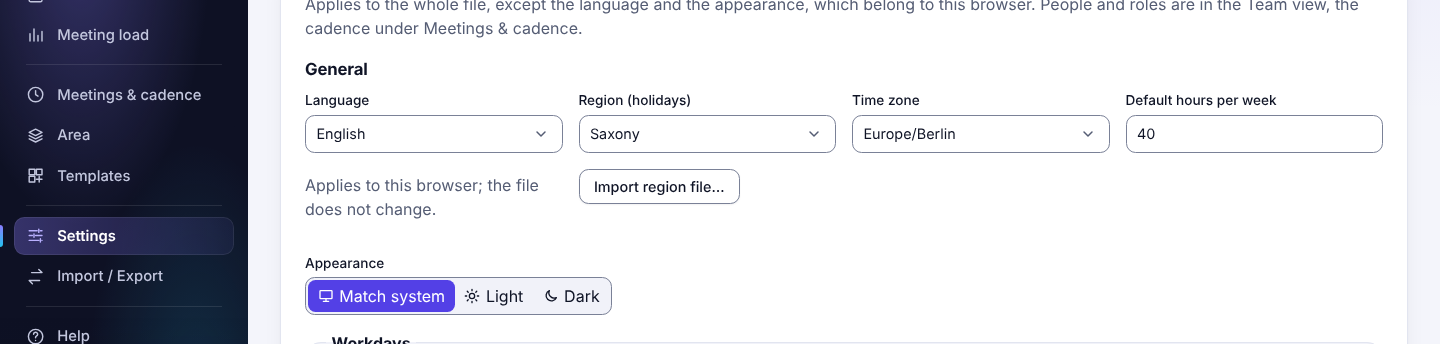 Meeting load
Meetings & cadence
Area
Templates
Settings
Import / Export
Help
Applies to the whole file, except the language and the appearance, which belong to this browser. People and roles are in the Team view, the
cadence under Meetings & cadence.
General
Language
Region (holidays)
Time zone
Default hours per week
English
Saxony
Europe/Berlin
40
Applies to this browser; the file
does not change.
Import region file...
Appearance
Match system
Light
Dark
Workdays